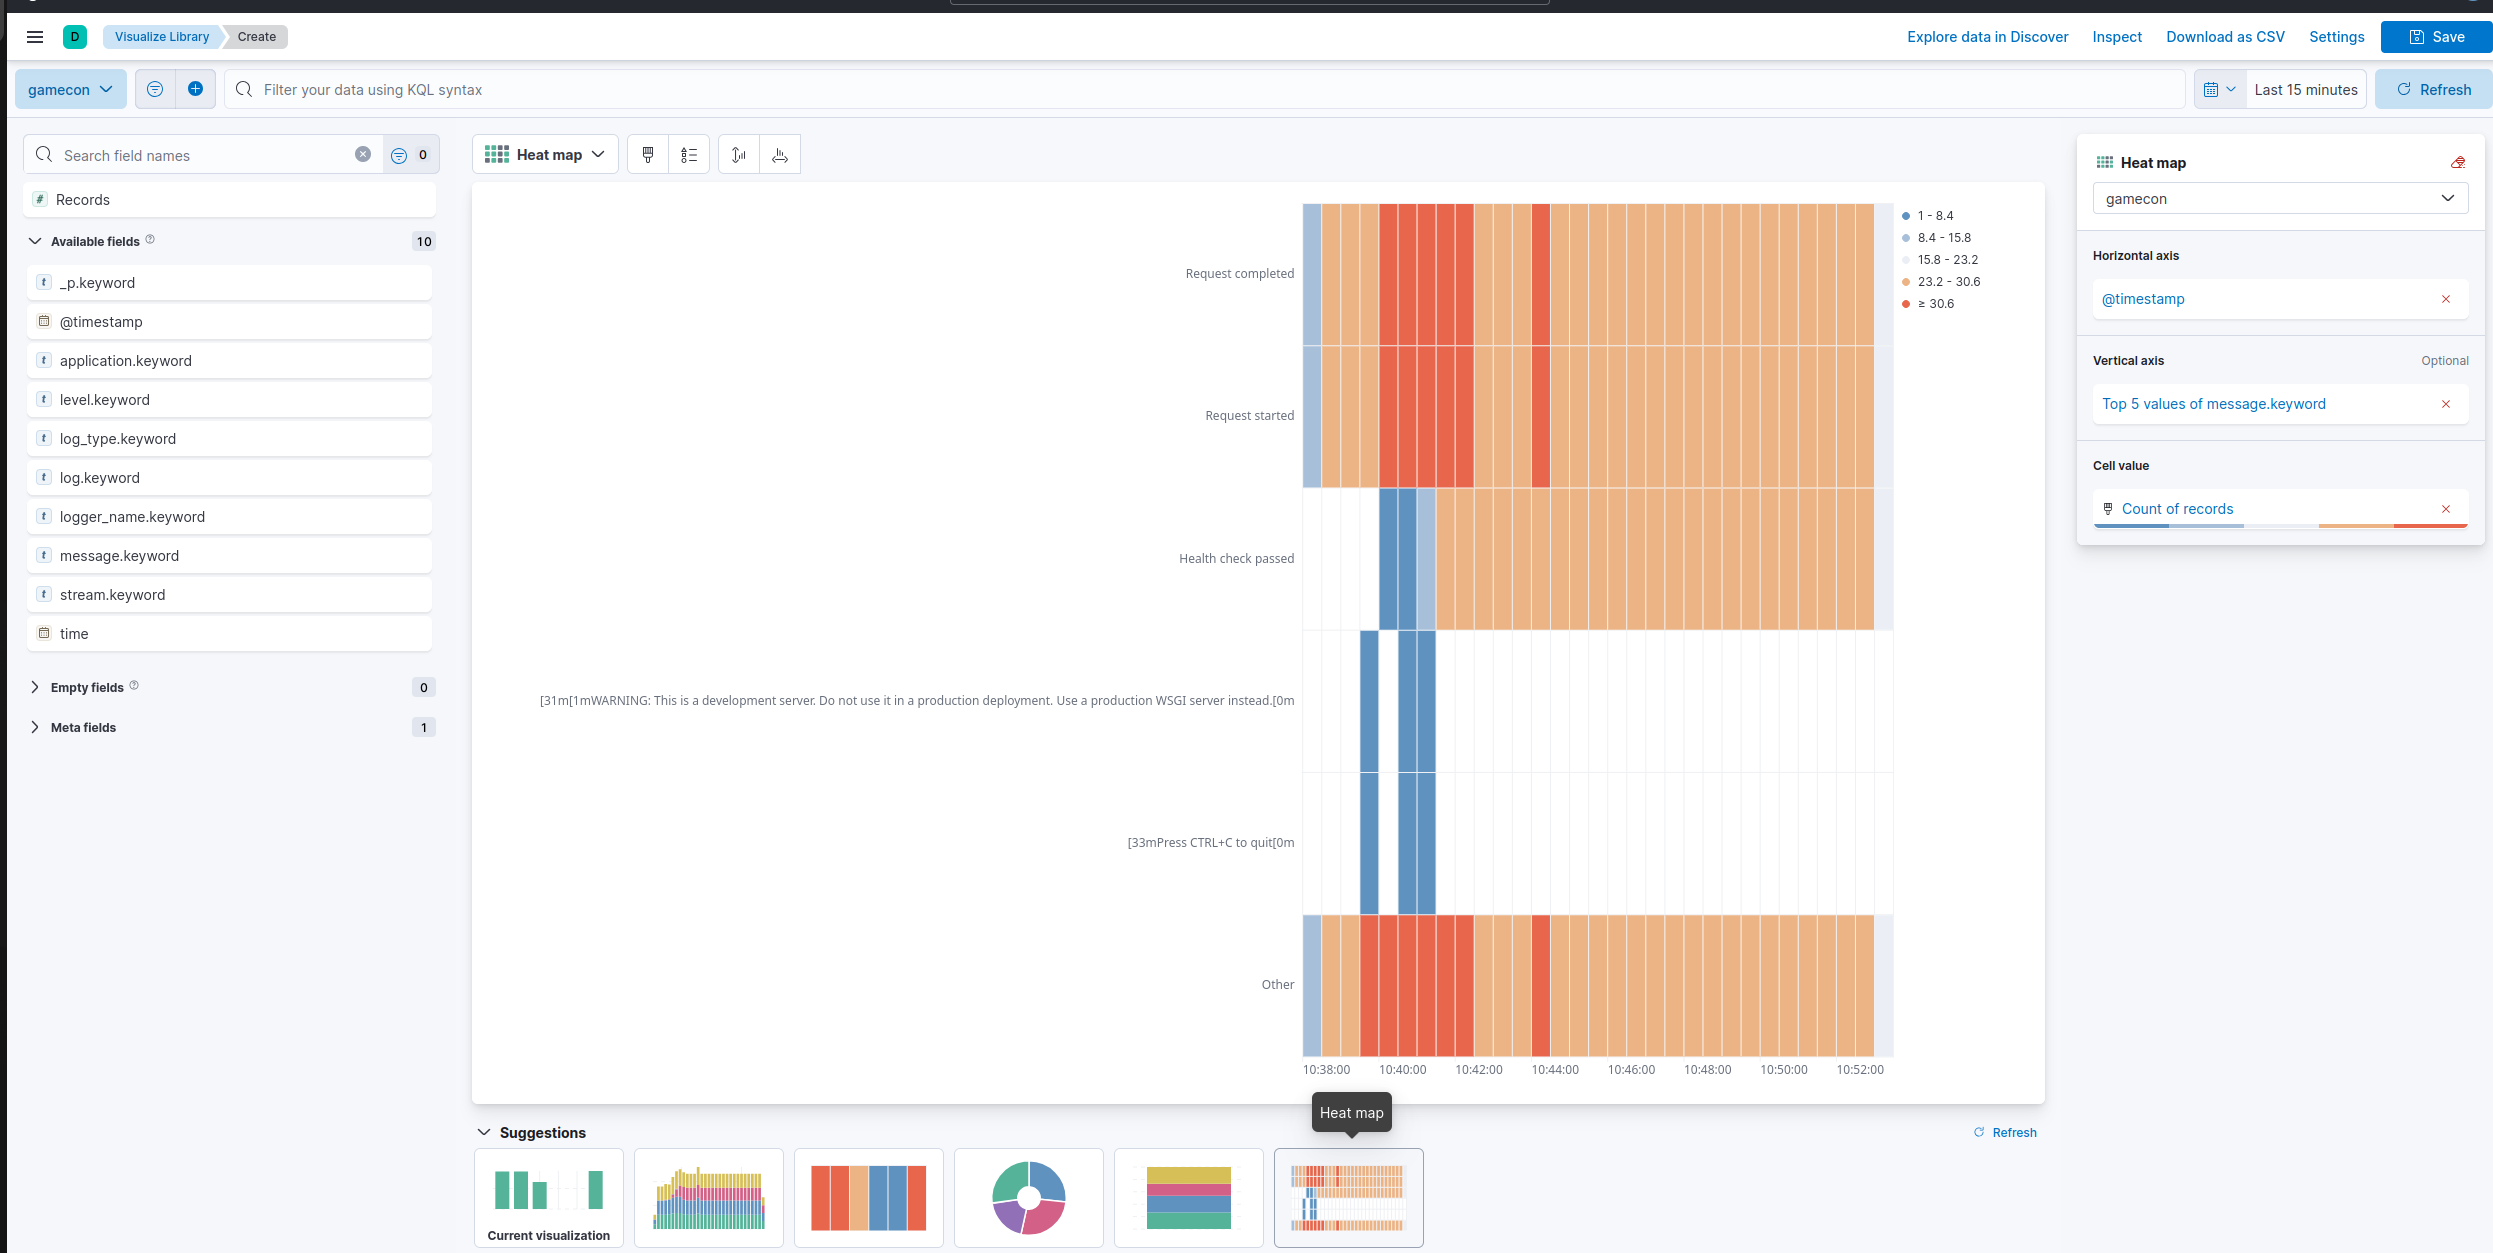 D
Visualize Library
Create
Explore data in Discover
Inspect
Download as CSV
Settings
Save
gamecon
Filter your data using KQL syntax
Last 15 minutes
Refresh
Search field names
0
Records
Available fields
10
_p.keyword
@timestamp
application.keyword
level.keyword
log_type.keyword
log.keyword
logger_name.keyword
message.keyword
stream.keyword
time
Empty fields
0
Meta fields
1
Heat map
Request completed
Request started
Health check passed
[31m[1mWARNING: This is a development server. Do not use it in a production deployment. Use a production WSGI server instead.[0m
[33mPress CTRL+C to quit[0m
Other
10:38:00 10:40:00 10:42:00 10:44:00 10:46:00 10:48:00 10:50:00 10:52:00
1 - 8.4
8.4 - 15.8
15.8 - 23.2
23.2 - 30.6
≥ 30.6
Heat map
Suggestions
Refresh
Current visualization
Heat map
gamecon
Horizontal axis
@timestamp
Vertical axis
Optional
Top 5 values of message.keyword
Cell value
Count of records